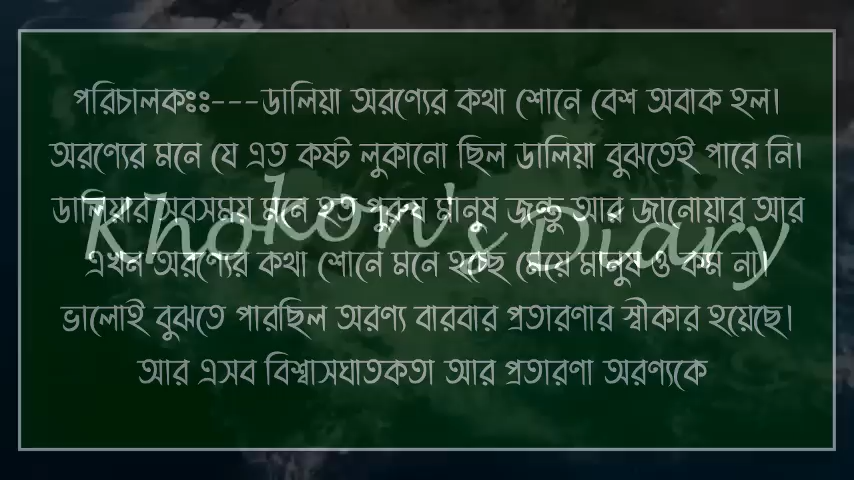 পরিচালকঃঃ---ডালিয়া অরণ্যের কথা শোনে বেশ অবাক হল।
অরণ্যের মনে যে এত কষ্ট লুকানো ছিল ডালিয়া বুঝতেই পারে নি।
ডালিয়ার সবসময় মনে হত পুরুষ মানুষ জন্তু আর জানোয়ার আর
এখন অরণ্যের কথা শোনে মনে হচ্ছে মেয়ে মানুষ ও কম না।
ভালোই বুঝতে পারছিল অরণ্য বারবার প্রতারণার স্বীকার হয়েছে।
আর এসব বিশ্বাসঘাতকতা আর প্রতারণা অরণ্যকে
Khokon's Diary